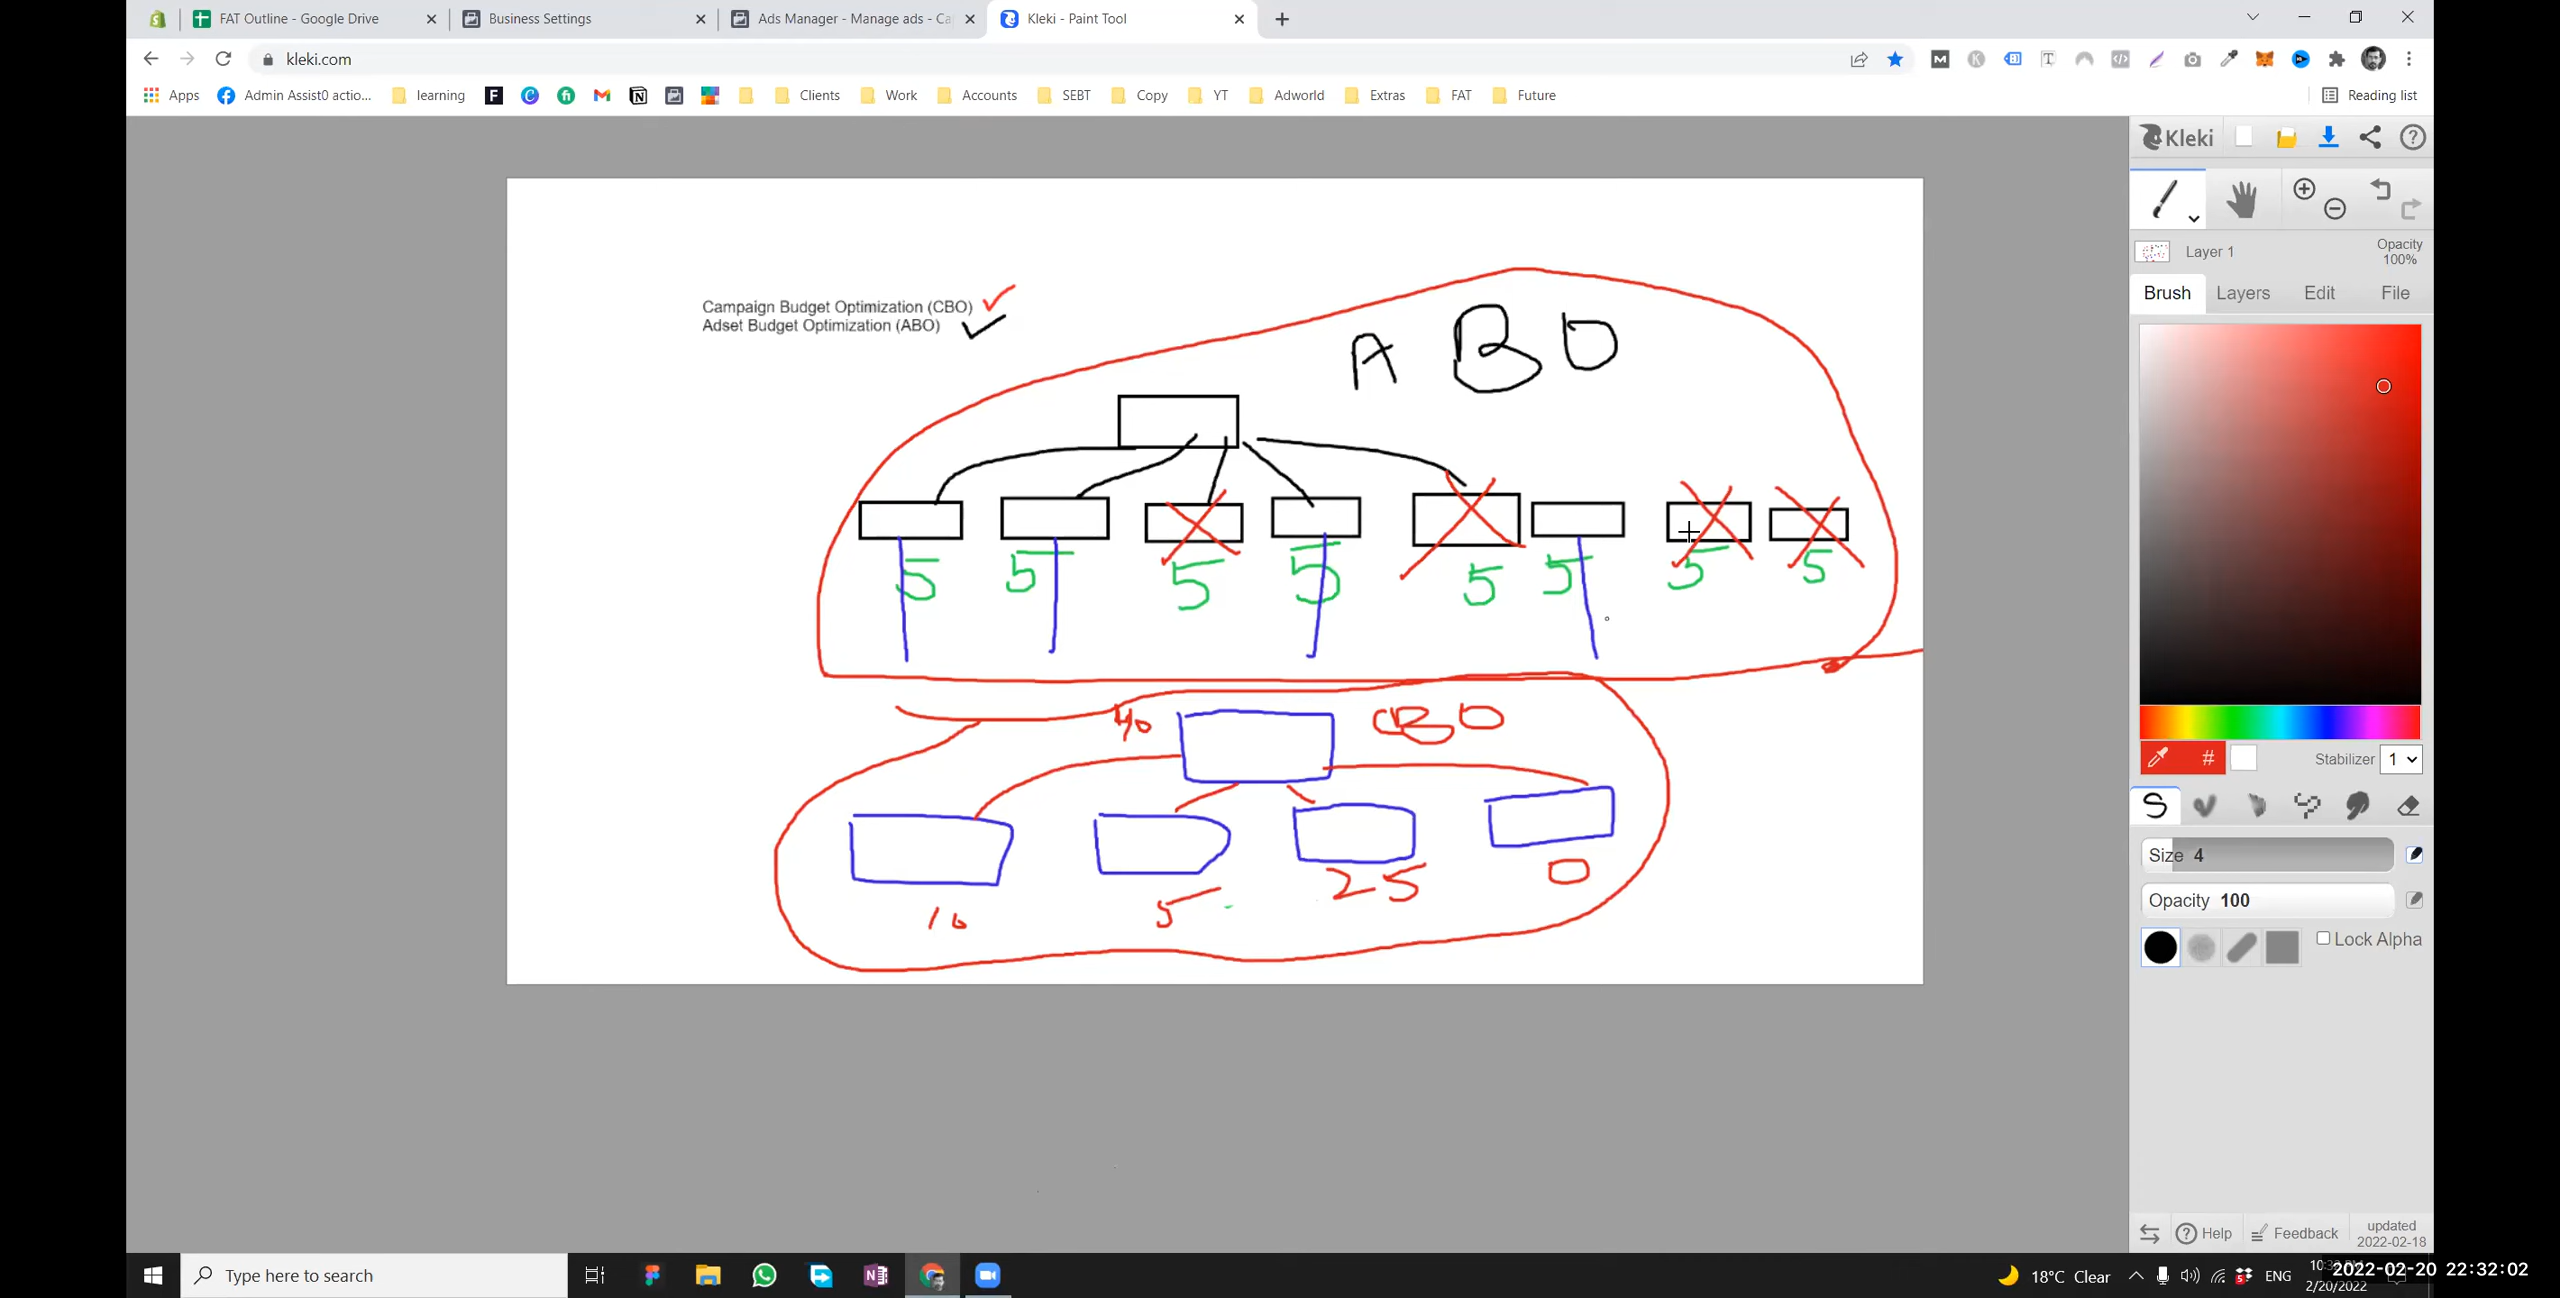 FAT Outline - Google Drive
Business Settings
Ads Manager - Manage ads - Ca
Kleki - Paint Tool
kleki.com
Apps
Admin Assist0 actio...
learning
Clients
Work
Accounts
SEBT
Copy
YT
Adworld
Extras
FAT
Future
Reading list
Kleki
Layer 1
Opacity
100%
Brush
Layers
Edit
File
Campaign Budget Optimization (CBO)
Adset Budget Optimization (ABO)
A B O
5 5 5 5 5 5 5 5
40
CBO
10 5 25 0
#
Stabilizer
1
Size 4
Opacity 100
Lock Alpha
Help
Feedback
updated
2022-02-18
Type here to search
18°C Clear
ENG
2022-02-20 22:32:02
2/20/2022